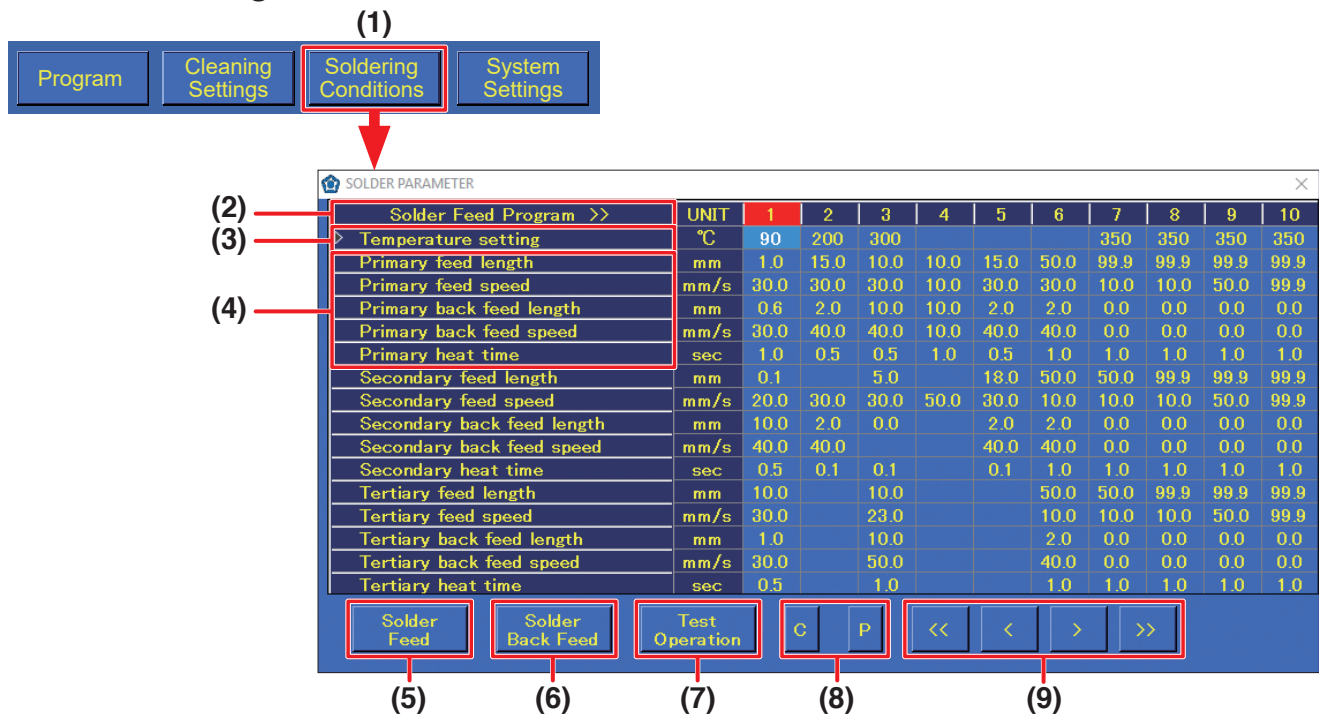 (1)
Program
Cleaning Settings
Soldering Conditions
System Settings
SOLDER PARAMETER
(2) Solder Feed Program >> UNIT 1 2 3 4 5 6 7 8 9 10
(3) Temperature setting °C 90 200 300 350 350 350 350
Primary feed length mm 1.0 15.0 10.0 10.0 15.0 50.0 99.9 99.9 99.9 99.9
Primary feed speed mm/s 30.0 30.0 30.0 10.0 30.0 30.0 10.0 10.0 50.0 99.9
(4) Primary back feed length mm 0.6 2.0 10.0 10.0 2.0 2.0 0.0 0.0 0.0 0.0
Primary back feed speed mm/s 30.0 40.0 40.0 10.0 40.0 40.0 0.0 0.0 0.0 0.0
Primary heat time sec 1.0 0.5 0.5 1.0 0.5 1.0 1.0 1.0 1.0 1.0
Secondary feed length mm 0.1 5.0 18.0 50.0 50.0 99.9 99.9 99.9
Secondary feed speed mm/s 20.0 30.0 30.0 50.0 30.0 10.0 10.0 10.0 50.0 99.9
Secondary back feed length mm 10.0 2.0 0.0 2.0 2.0 0.0 0.0 0.0 0.0
Secondary back feed speed mm/s 40.0 40.0 40.0 40.0 0.0 0.0 0.0 0.0
Secondary heat time sec 0.5 0.1 0.1 0.1 1.0 1.0 1.0 1.0 1.0
Tertiary feed length mm 10.0 10.0 50.0 50.0 99.9 99.9 99.9
Tertiary feed speed mm/s 30.0 23.0 10.0 10.0 10.0 50.0 99.9
Tertiary back feed length mm 1.0 10.0 2.0 0.0 0.0 0.0 0.0
Tertiary back feed speed mm/s 30.0 50.0 40.0 0.0 0.0 0.0 0.0
Tertiary heat time sec 0.5 1.0 1.0 1.0 1.0 1.0 1.0
Solder Feed
Solder Back Feed
Test Operation
C P << < > >>
(5) (6) (7) (8) (9)